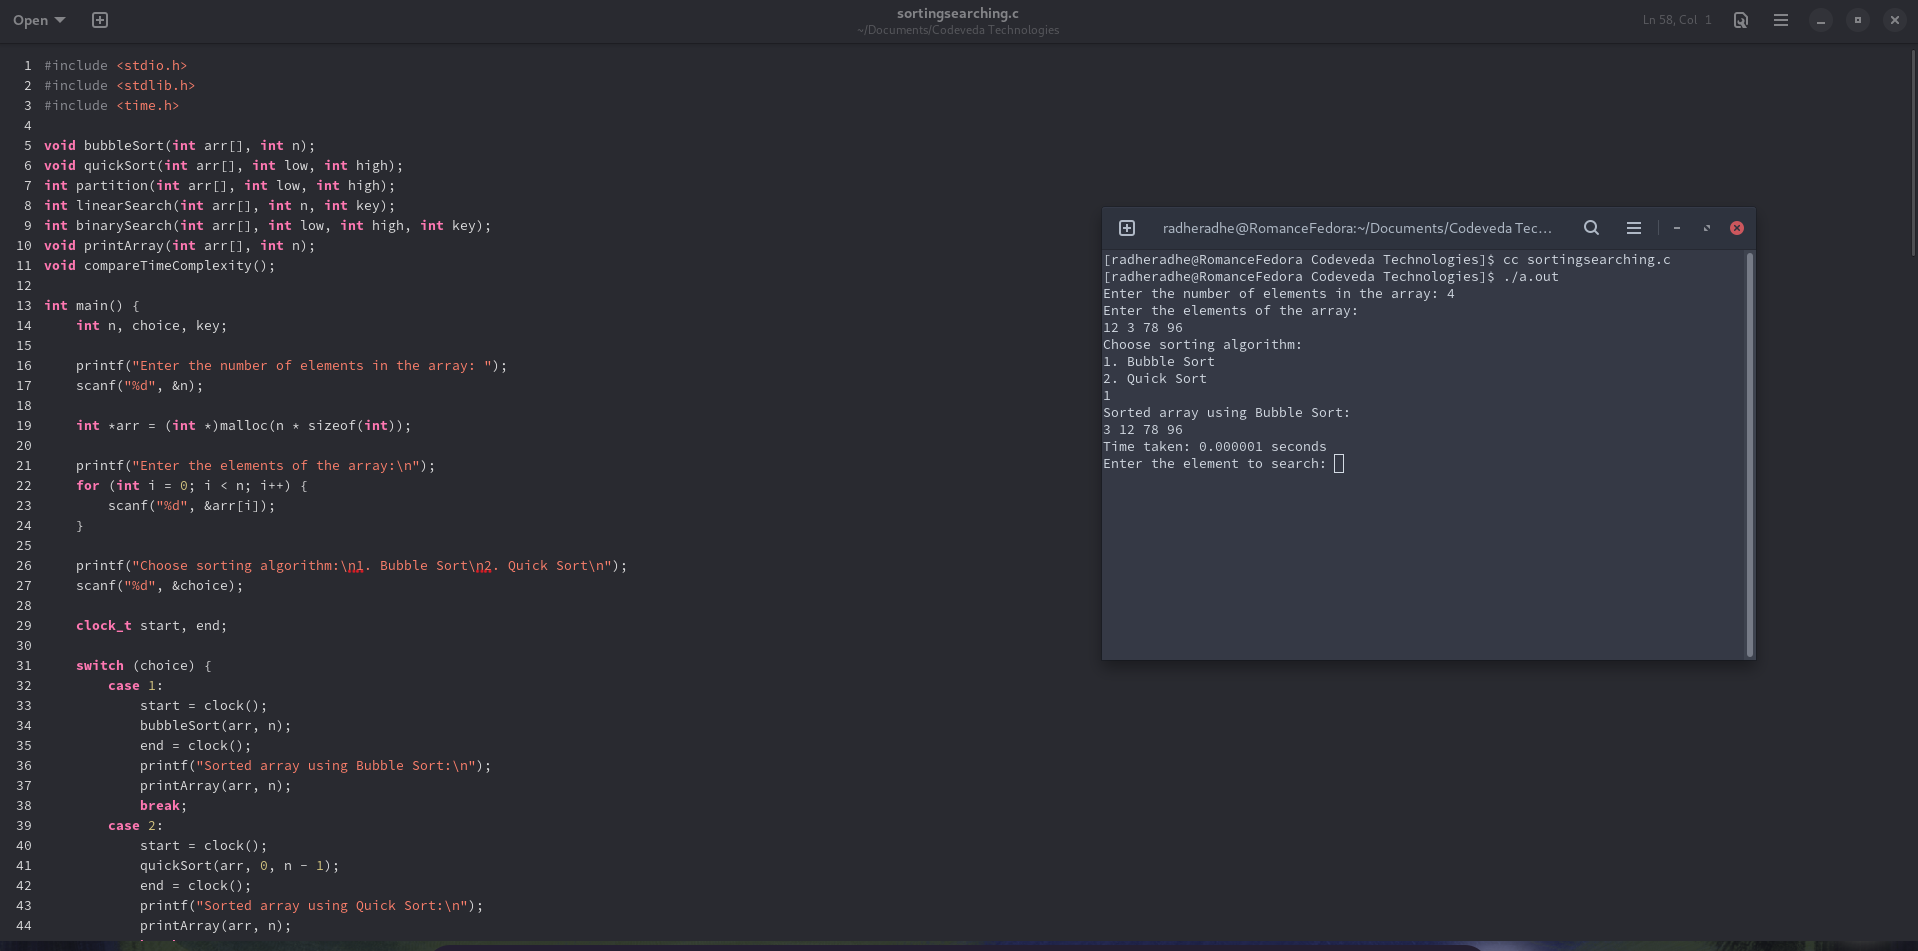 Open
sortingsearching.c
~/Documents/Codeveda Technologies
Ln 58, Col 1
1 #include <stdio.h>
2 #include <stdlib.h>
3 #include <time.h>
4
5 void bubbleSort(int arr[], int n);
6 void quickSort(int arr[], int low, int high);
7 int partition(int arr[], int low, int high);
8 int linearSearch(int arr[], int n, int key);
9 int binarySearch(int arr[], int low, int high, int key);
10 void printArray(int arr[], int n);
11 void compareTimeComplexity();
12
13 int main() {
14     int n, choice, key;
15
16     printf("Enter the number of elements in the array: ");
17     scanf("%d", &n);
18
19     int *arr = (int *)malloc(n * sizeof(int));
20
21     printf("Enter the elements of the array:\n");
22     for (int i = 0; i < n; i++) {
23         scanf("%d", &arr[i]);
24     }
25
26     printf("Choose sorting algorithm:\n1. Bubble Sort\n2. Quick Sort\n");
27     scanf("%d", &choice);
28
29     clock_t start, end;
30
31     switch (choice) {
32         case 1:
33             start = clock();
34             bubbleSort(arr, n);
35             end = clock();
36             printf("Sorted array using Bubble Sort:\n");
37             printArray(arr, n);
38             break;
39         case 2:
40             start = clock();
41             quickSort(arr, 0, n - 1);
42             end = clock();
43             printf("Sorted array using Quick Sort:\n");
44             printArray(arr, n);
radheradhe@RomanceFedora:~/Documents/Codeveda Tec...
[radheradhe@RomanceFedora Codeveda Technologies]$ cc sortingsearching.c
[radheradhe@RomanceFedora Codeveda Technologies]$ ./a.out
Enter the number of elements in the array: 4
Enter the elements of the array:
12 3 78 96
Choose sorting algorithm:
1. Bubble Sort
2. Quick Sort
1
Sorted array using Bubble Sort:
3 12 78 96
Time taken: 0.000001 seconds
Enter the element to search: